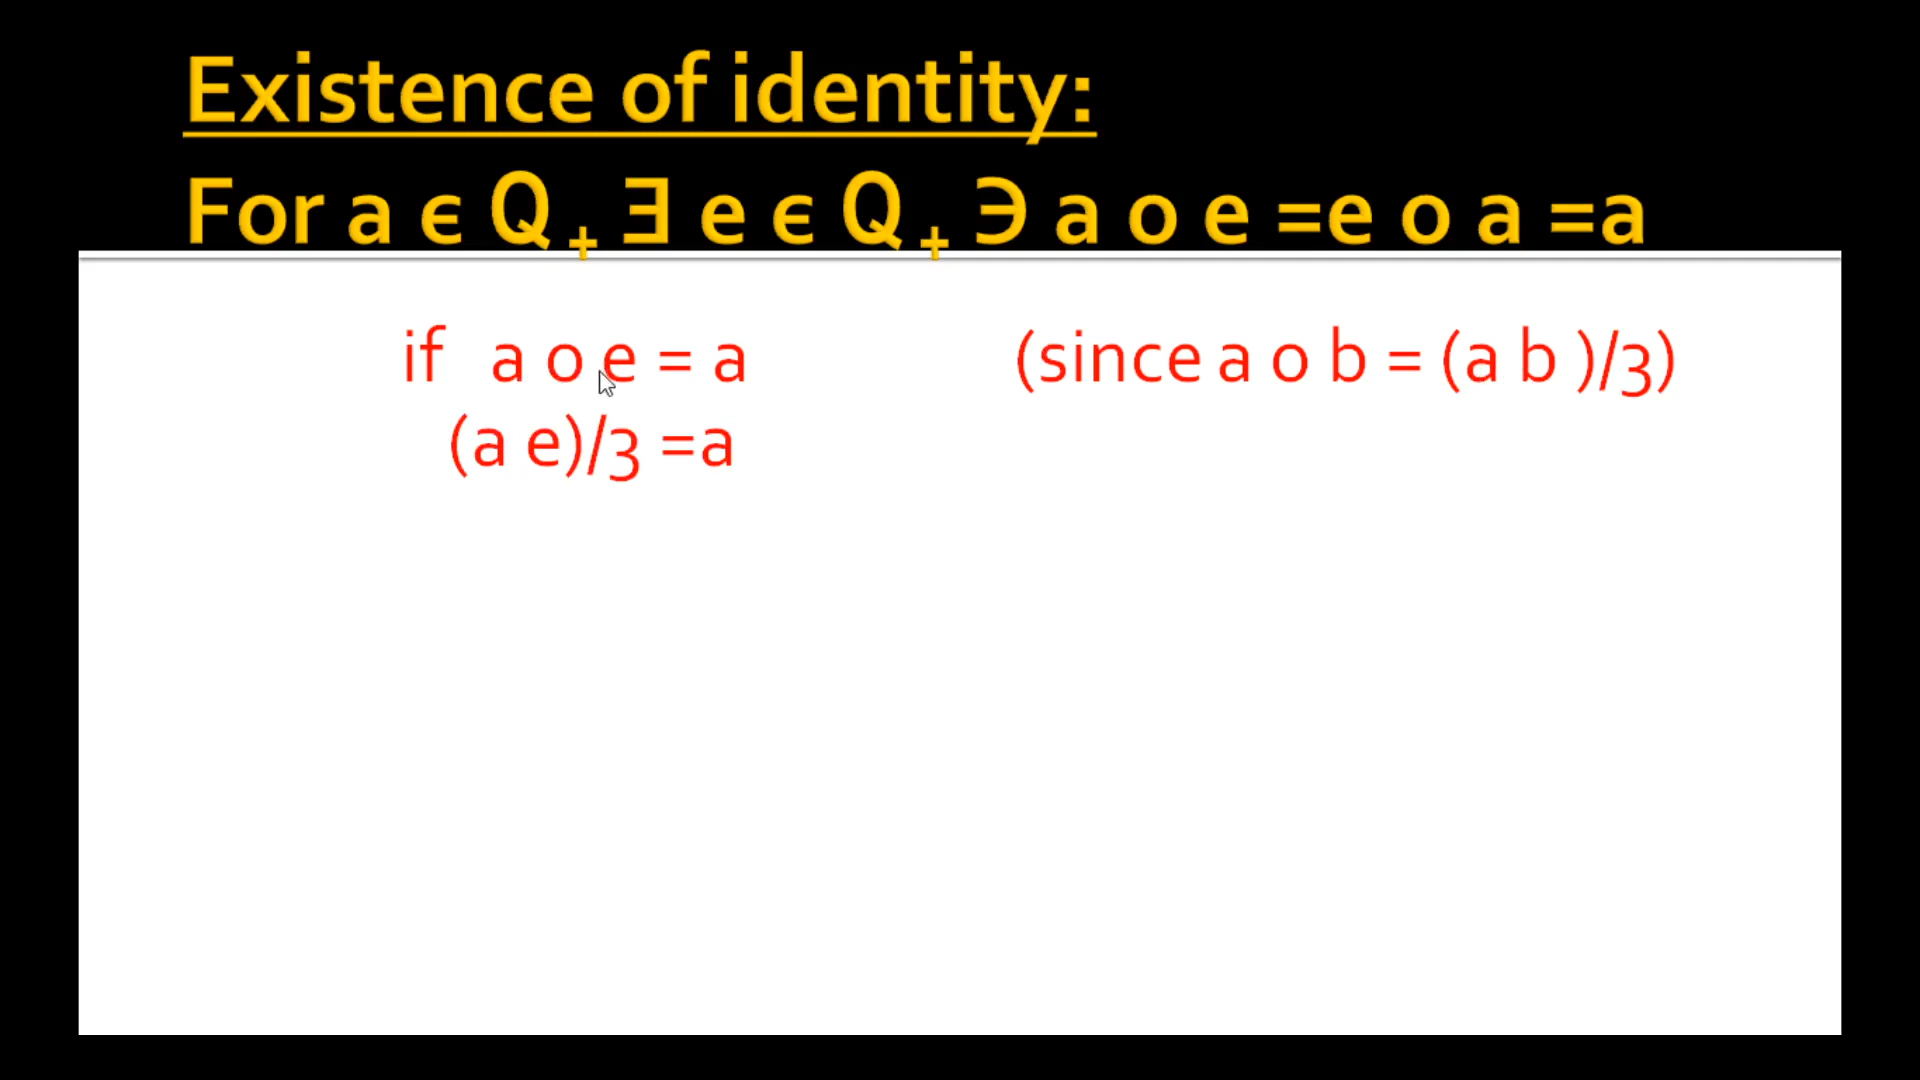 Existence of identity:
For a ϵ Q + ∃ e ϵ Q + ∋ a o e =e o a =a
if a o e = a (since a o b = (a b )/3)
(a e)/3 =a